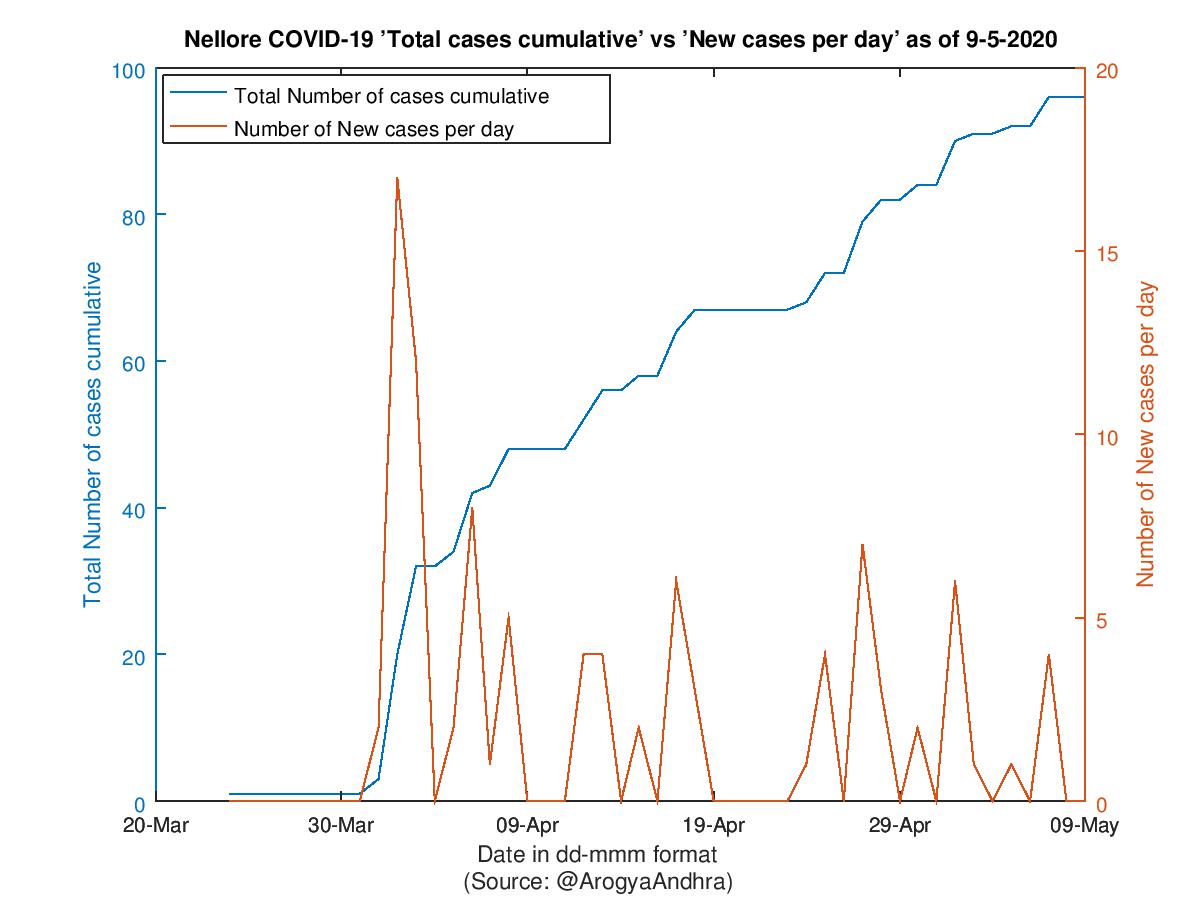 Nellore COVID-19 ’Total cases cumulative’ vs ’New cases per day’ as of 9-5-2020
Total Number of cases cumulative
Number of New cases per day
100
80
60
40
20
0
Total Number of cases cumulative
20
15
10
5
0
Number of New cases per day
20-Mar 30-Mar 09-Apr 19-Apr 29-Apr 09-May
Date in dd-mmm format
(Source: @ArogyaAndhra)